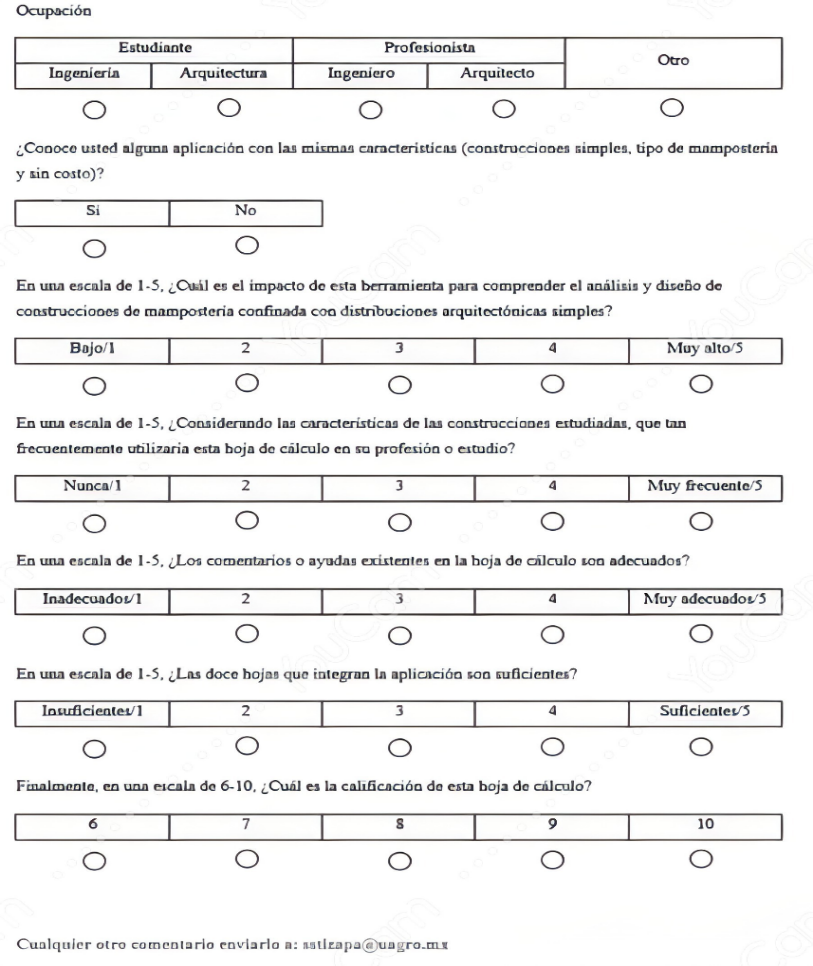 Ocupación
Estudiante Profesionista Otro
Ingeniería Arquitectura Ingeniero Arquitecto
¿Conoce usted alguna aplicación con las mismas características (construcciones simples, tipo de mampostería
y sin costo)?
Si No
En una escala de 1-5, ¿Cuál es el impacto de esta herramienta para comprender el análisis y diseño de
construcciones de mampostería confinada con distribuciones arquitectónicas simples?
Bajo/1 2 3 4 Muy alto/5
En una escala de 1-5, ¿Considerando las características de las construcciones estudiadas, que tan
frecuentemente utilizaría esta hoja de cálculo en su profesión o estudio?
Nunca/1 2 3 4 Muy frecuente/5
En una escala de 1-5, ¿Los comentarios o ayudas existentes en la hoja de cálculo son adecuados?
Inadecuados/1 2 3 4 Muy adecuados/5
En una escala de 1-5, ¿Las doce hojas que integran la aplicación son suficientes?
Insuficientes/1 2 3 4 Suficientes/5
Finalmente, en una escala de 6-10, ¿Cuál es la calificación de esta hoja de cálculo?
6 7 8 9 10
Cualquier otro comentario enviarlo a: